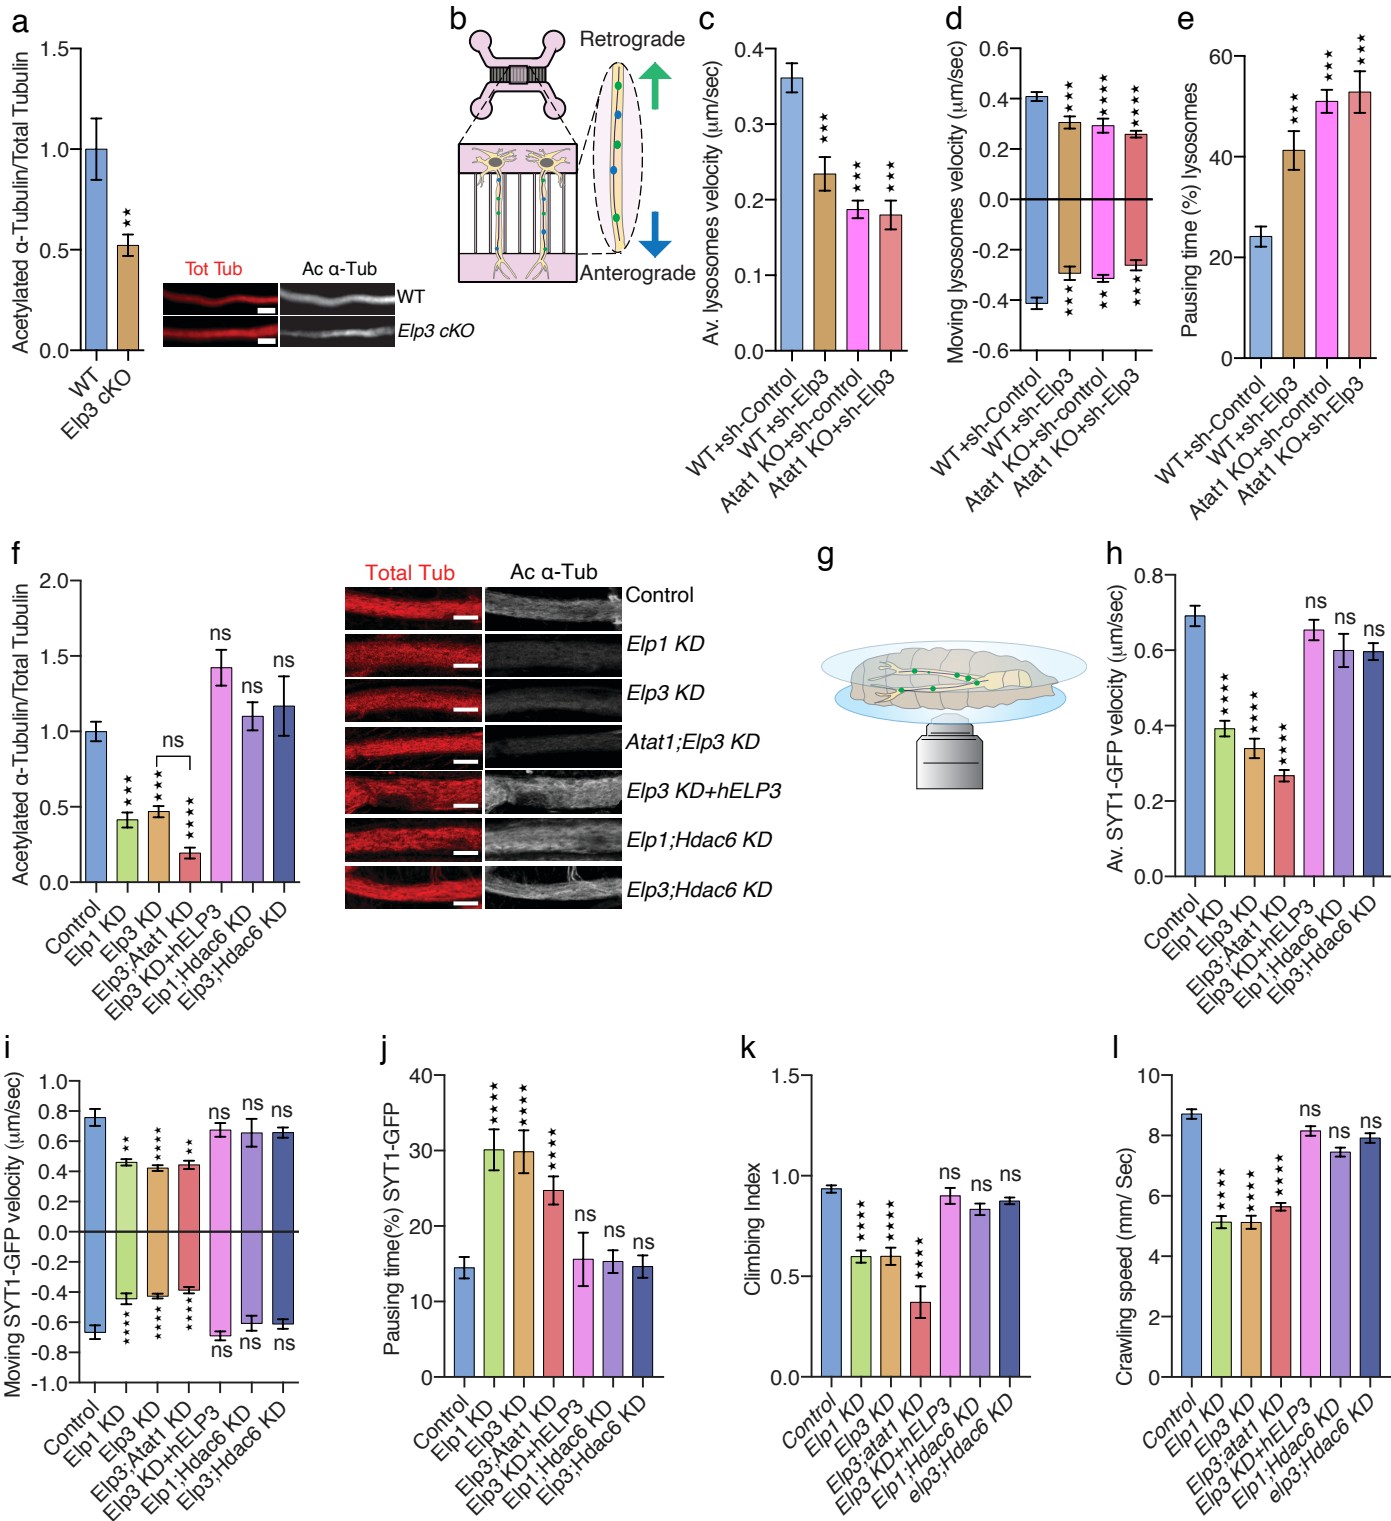 a
Acetylated α-Tubulin/Total Tubulin
1.5
1.0
0.5
0.0
★★
WT
Elp3 cKO
Tot Tub
Ac α-Tub
WT
Elp3 cKO
b
Retrograde
Anterograde
c
Av. lysosomes velocity (μm/sec)
0.4
0.3
0.2
0.1
0.0
★★★
★★★
★★★
WT+sh-Control
WT+sh-Elp3
Atat1 KO+sh-control
Atat1 KO+sh-Elp3
d
Moving lysosomes velocity (μm/sec)
0.6
0.4
0.2
0.0
-0.2
-0.4
-0.6
★★★
★★★★
★★★★
★★★
★★
★★★★
WT+sh-Control
WT+sh-Elp3
Atat1 KO+sh-control
Atat1 KO+sh-Elp3
e
Pausing time (%) lysosomes
60
40
20
0
★★★
★★★
★★★
WT+sh-Control
WT+sh-Elp3
Atat1 KO+sh-control
Atat1 KO+sh-Elp3
f
Acetylated α-Tubulin/Total Tubulin
2.0
1.5
1.0
0.5
0.0
★★★
★★★
★★★★
ns
ns
ns
ns
Control
Elp1 KD
Elp3 KD
Elp3;Atat1 KD
Elp3 KD+hELP3
Elp1;Hdac6 KD
Elp3;Hdac6 KD
Total Tub
Ac α-Tub
Control
Elp1 KD
Elp3 KD
Atat1;Elp3 KD
Elp3 KD+hELP3
Elp1;Hdac6 KD
Elp3;Hdac6 KD
g
h
Av. SYT1-GFP velocity (μm/sec)
0.8
0.6
0.4
0.2
0.0
★★★★
★★★★
★★★★
ns
ns
ns
Control
Elp1 KD
Elp3 KD
Elp3;Atat1 KD
Elp3 KD+hELP3
Elp1;Hdac6 KD
Elp3;Hdac6 KD
i
Moving SYT1-GFP velocity (μm/sec)
1.0
0.8
0.6
0.4
0.2
0.0
-0.2
-0.4
-0.6
-0.8
-1.0
★★
★★★★
★★
ns
ns
ns
★★★★
★★★★
★★★★
ns
ns
ns
Control
Elp1 KD
Elp3 KD
Elp3;Atat1 KD
Elp3 KD+hELP3
Elp1;Hdac6 KD
Elp3;Hdac6 KD
j
Pausing time(%) SYT1-GFP
40
30
20
10
0
★★★★
★★★★
★★★★
ns
ns
ns
Control
Elp1 KD
Elp3 KD
Elp3;Atat1 KD
Elp3 KD+hELP3
Elp1;Hdac6 KD
Elp3;Hdac6 KD
k
Climbing Index
1.5
1.0
0.5
0.0
★★★★
★★★★
★★★★
ns
ns
ns
Control
Elp1 KD
Elp3 KD
Elp3;atat1 KD
Elp3 KD+hELP3
Elp1;Hdac6 KD
elp3;Hdac6 KD
l
Crawling speed (mm/ Sec)
10
8
6
4
2
0
★★★★
★★★★
★★★★
ns
ns
ns
Control
Elp1 KD
Elp3 KD
Elp3;atat1 KD
Elp3 KD+hELP3
Elp1;Hdac6 KD
elp3;Hdac6 KD